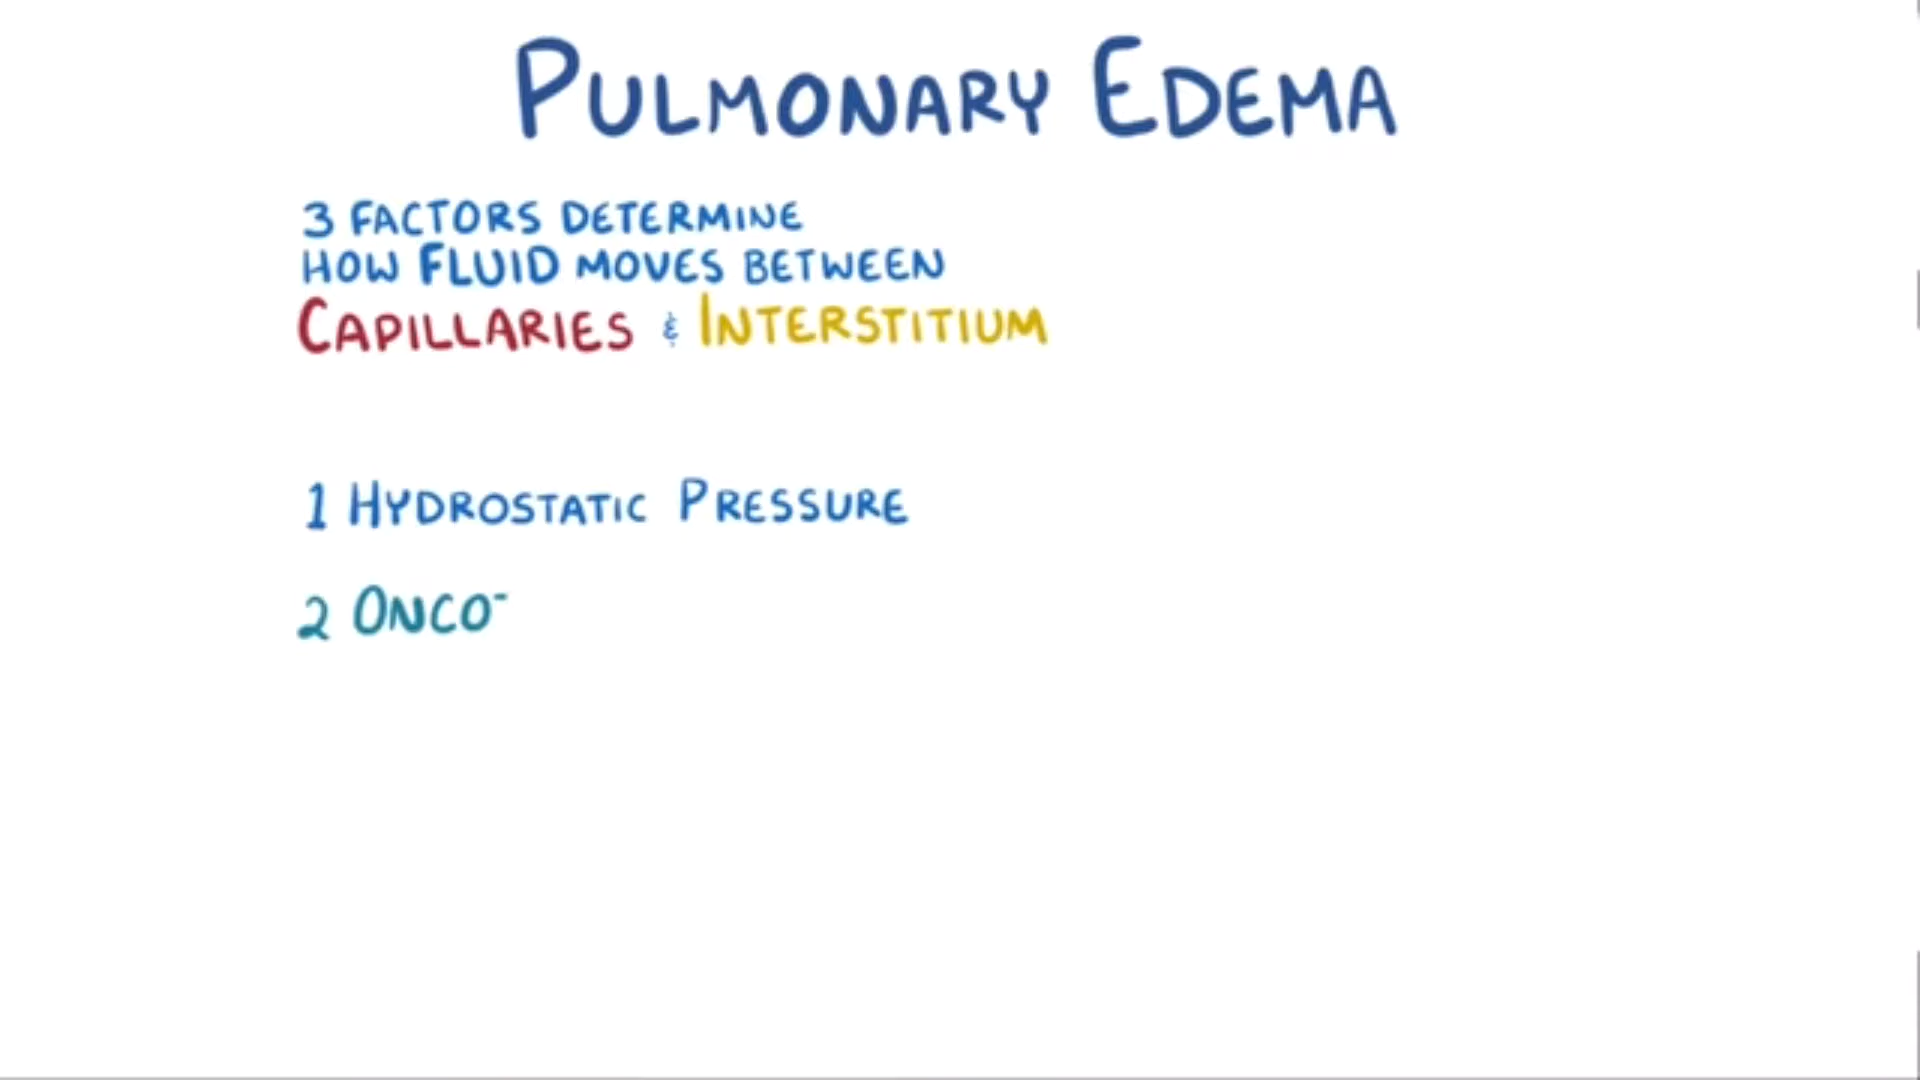 PULMONARY EDEMA
3 FACTORS DETERMINE
HOW FLUID MOVES BETWEEN
CAPILLARIES & INTERSTITIUM
1 HYDROSTATIC PRESSURE
2 ONCO-